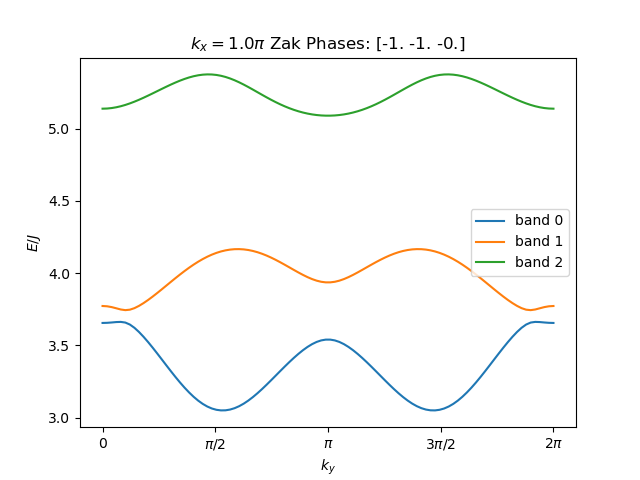 $k_x = 1.0\pi$ Zak Phases: [-1. -1. -0.]
5.0
4.5
4.0
3.5
3.0
E/J
band 0
band 1
band 2
0
π/2
π
3π/2
2π
$k_y$